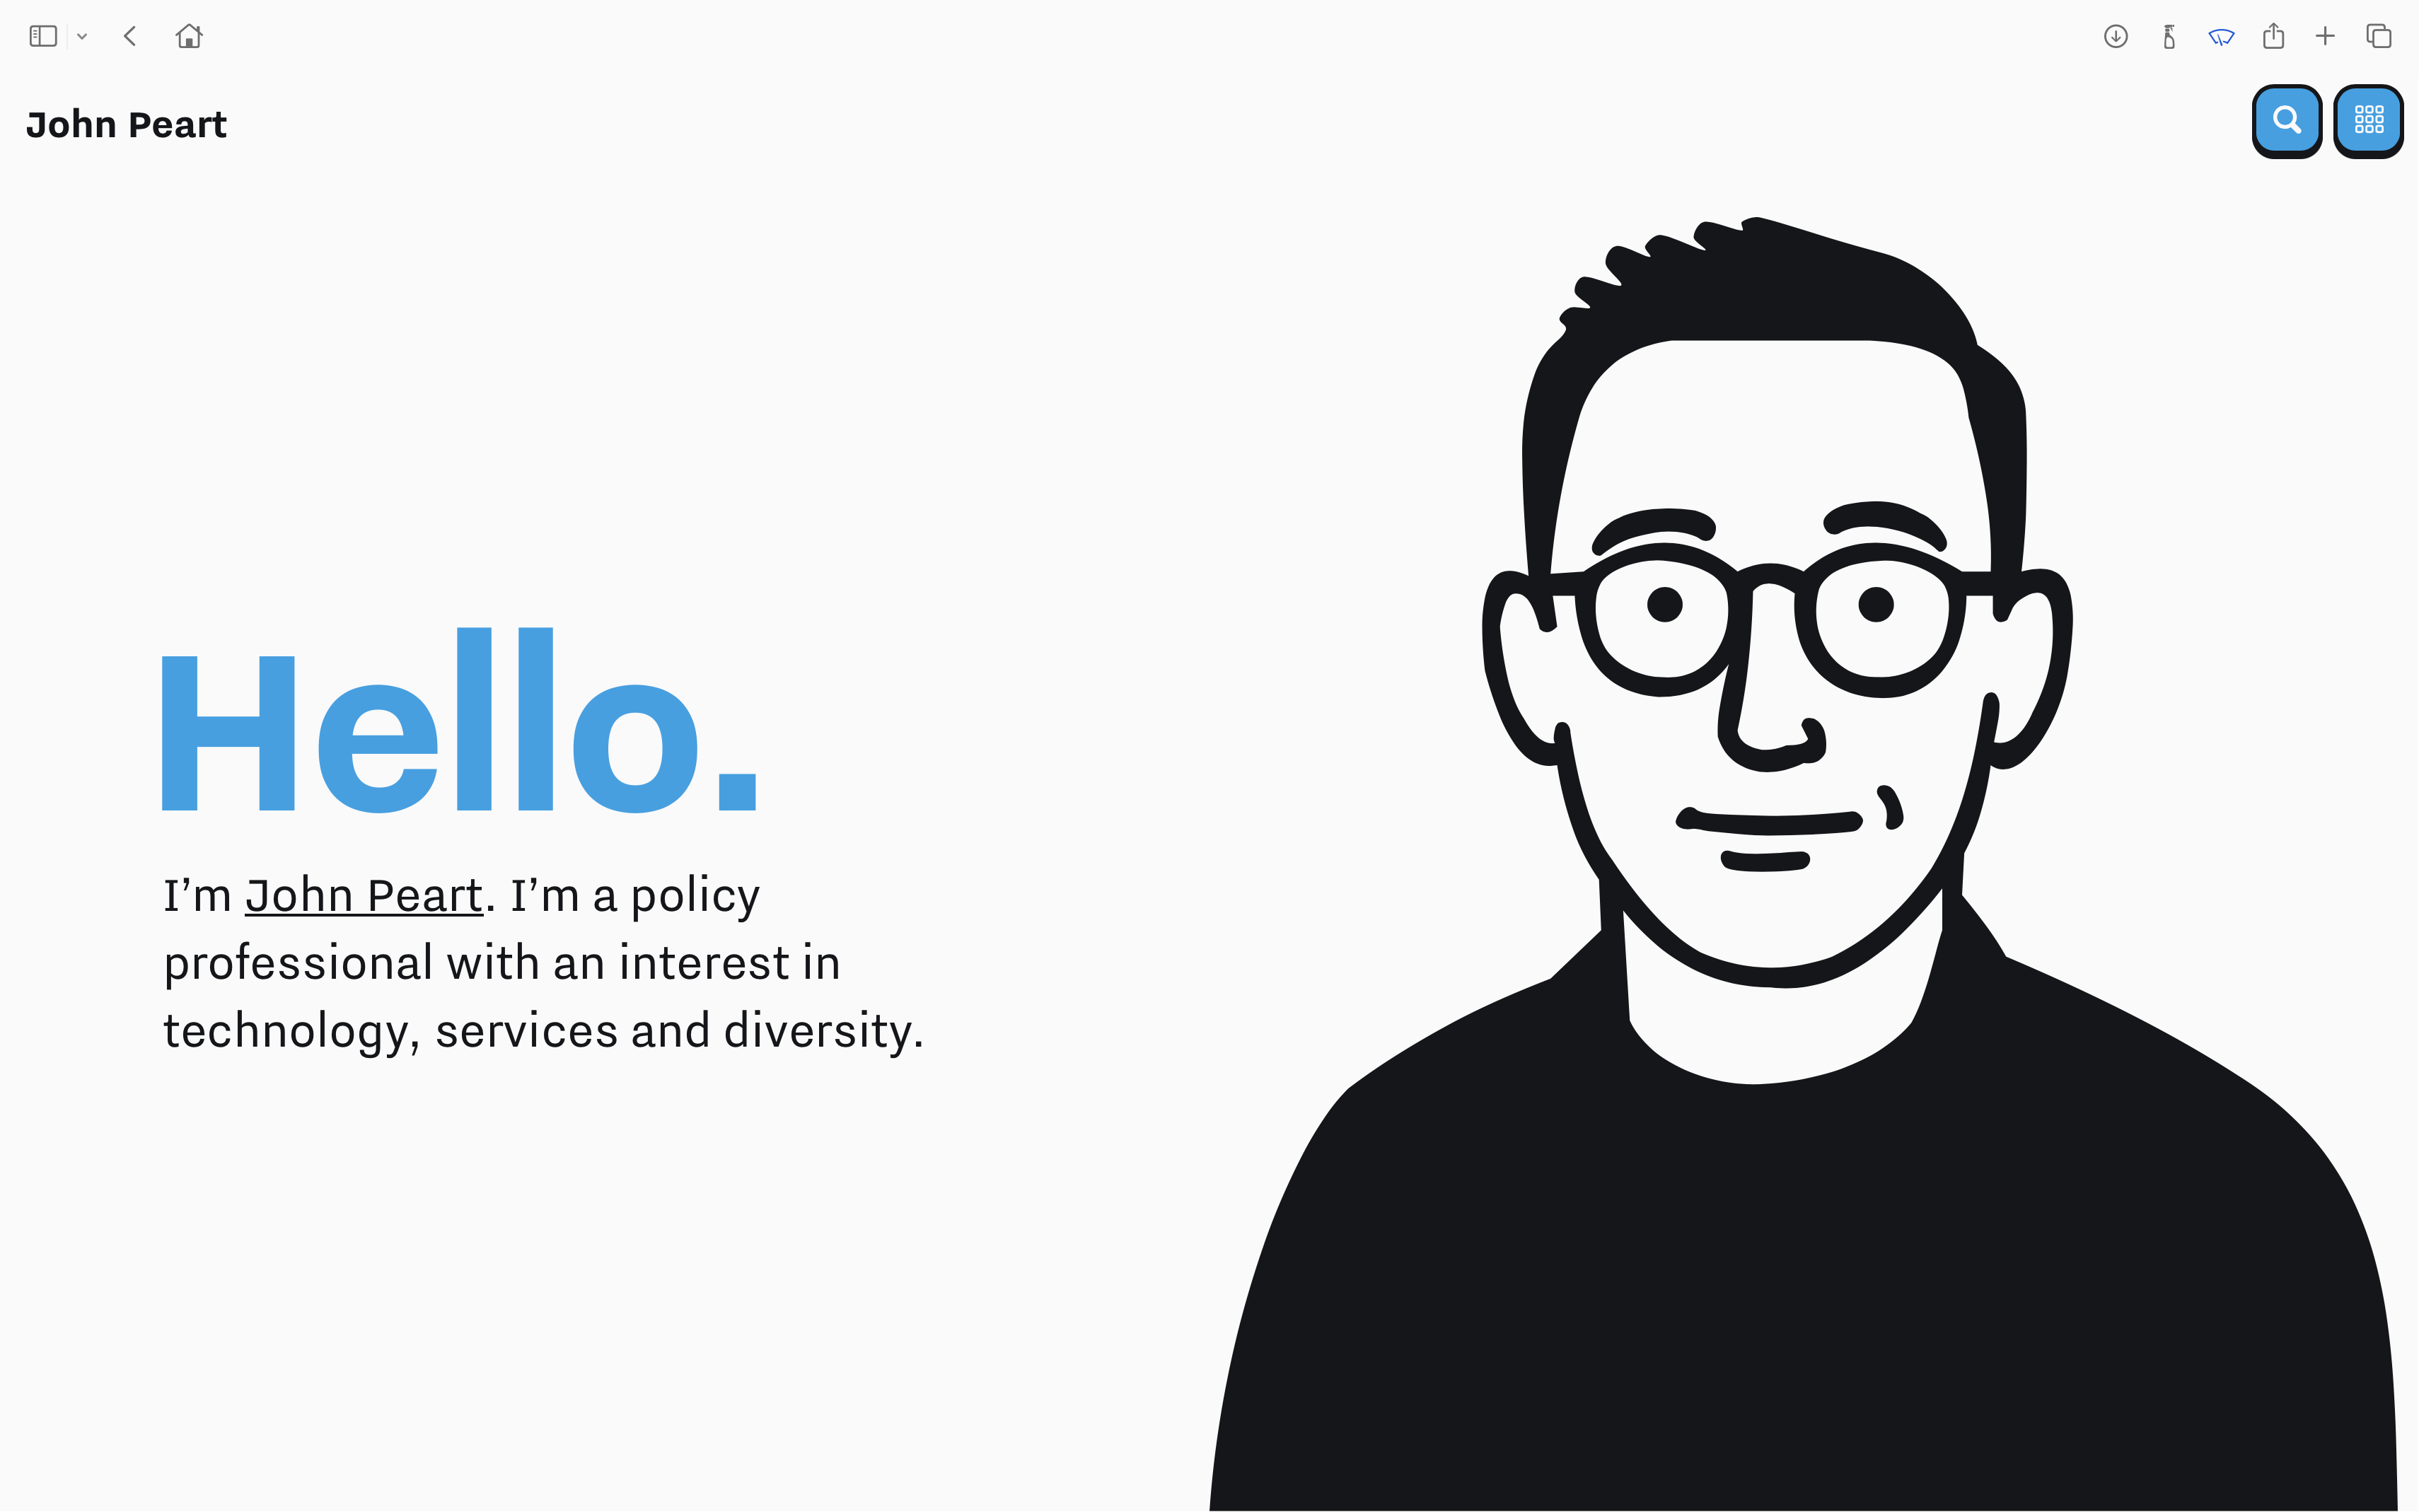 John Peart
Hello.
I’m John Peart. I’m a policy
professional with an interest in
technology, services and diversity.